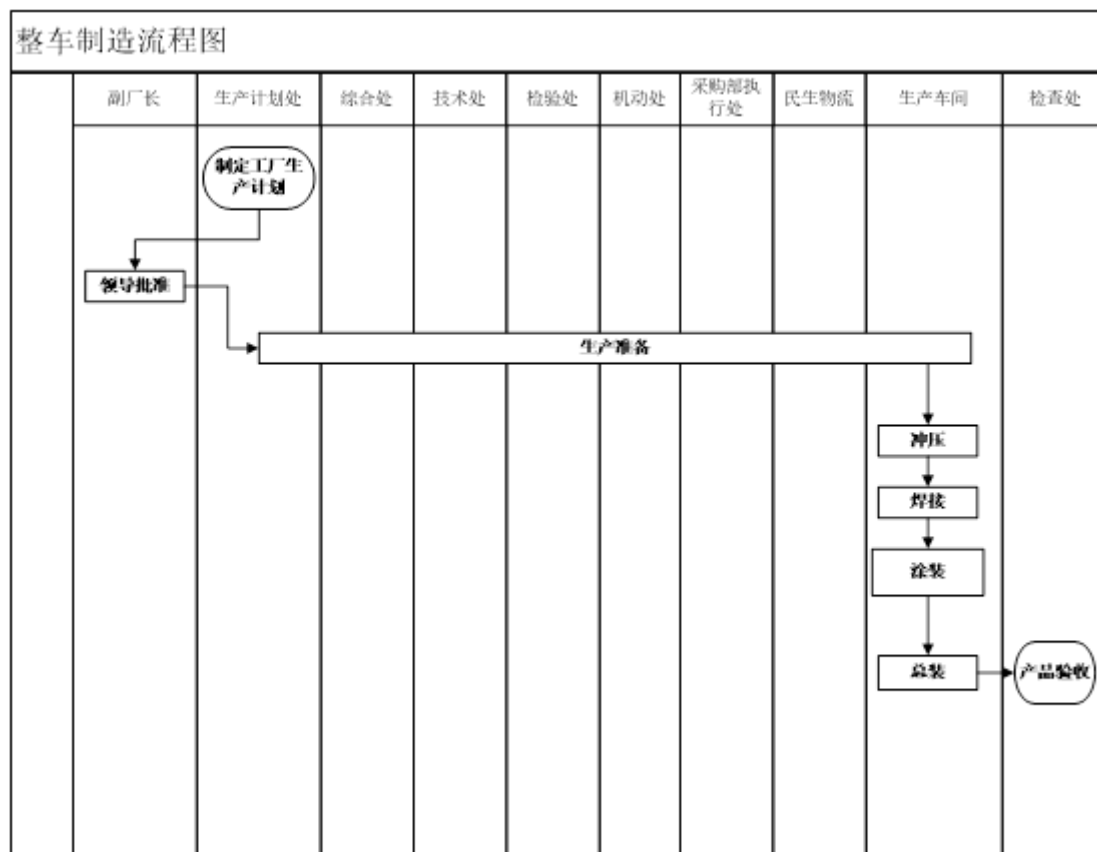 整车制造流程图
副厂长
生产计划处
综合处
技术处
检验处
机动处
采购部执
行处
民生物流
生产车间
检查处
制定工厂生
产计划
领导批准
生产准备
冲压
焊接
涂装
总装
产品验收